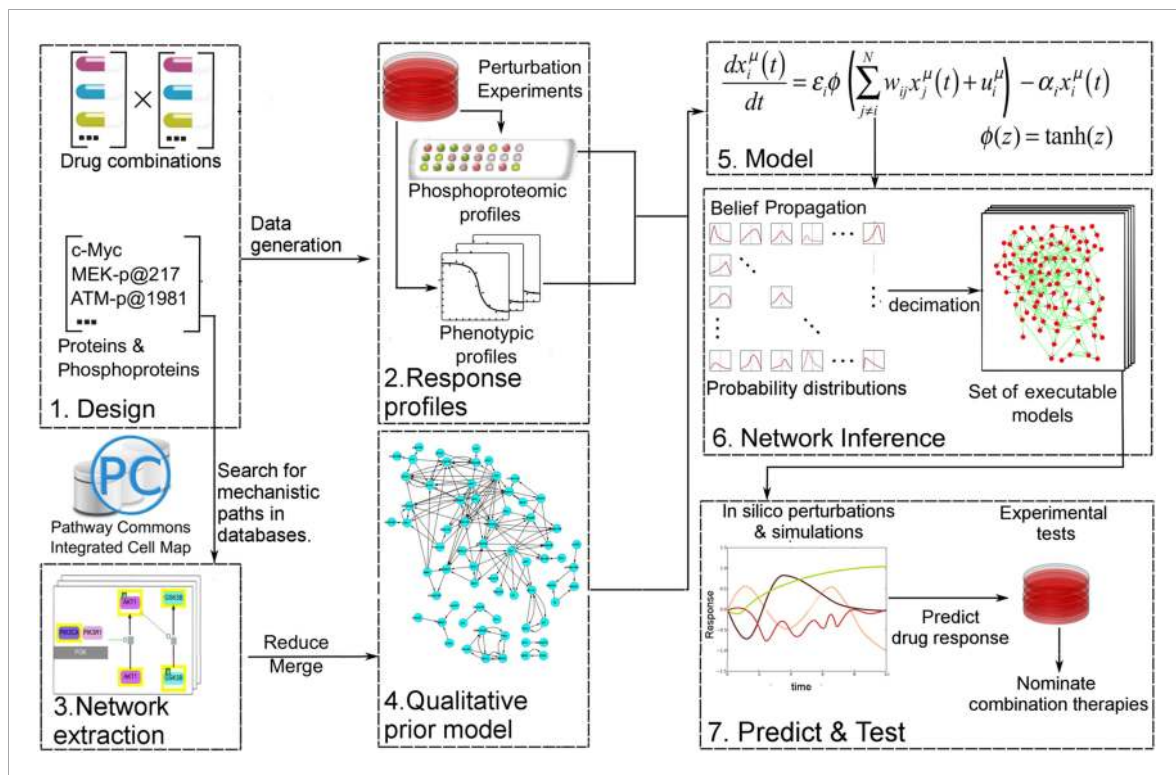 Drug combinations
c-Myc
MEK-p@217
ATM-p@1981
Proteins &
Phosphoproteins
1. Design
Data
generation
Perturbation
Experiments
Phosphoproteomic
profiles
Phenotypic
profiles
2.Response
profiles
PC
Pathway Commons
Integrated Cell Map
Search for
mechanistic
paths in
databases.
AKT1
GSK3B
PIK3CA PIK3R1
AKT1
GSK3B
3.Network
extraction
Reduce
Merge
4.Qualitative
prior model
dx_i^μ(t)/dt = ε_i ϕ ( ∑_{j≠i}^N w_{ij} x_j^μ(t) + u_i^μ ) − α_i x_i^μ(t)
ϕ(z) = tanh(z)
5. Model
Belief Propagation
decimation
Probability distributions
Set of executable
models
6. Network Inference
In silico perturbations
& simulations
Response
time
Predict
drug response
Experimental
tests
Nominate
combination therapies
7. Predict & Test